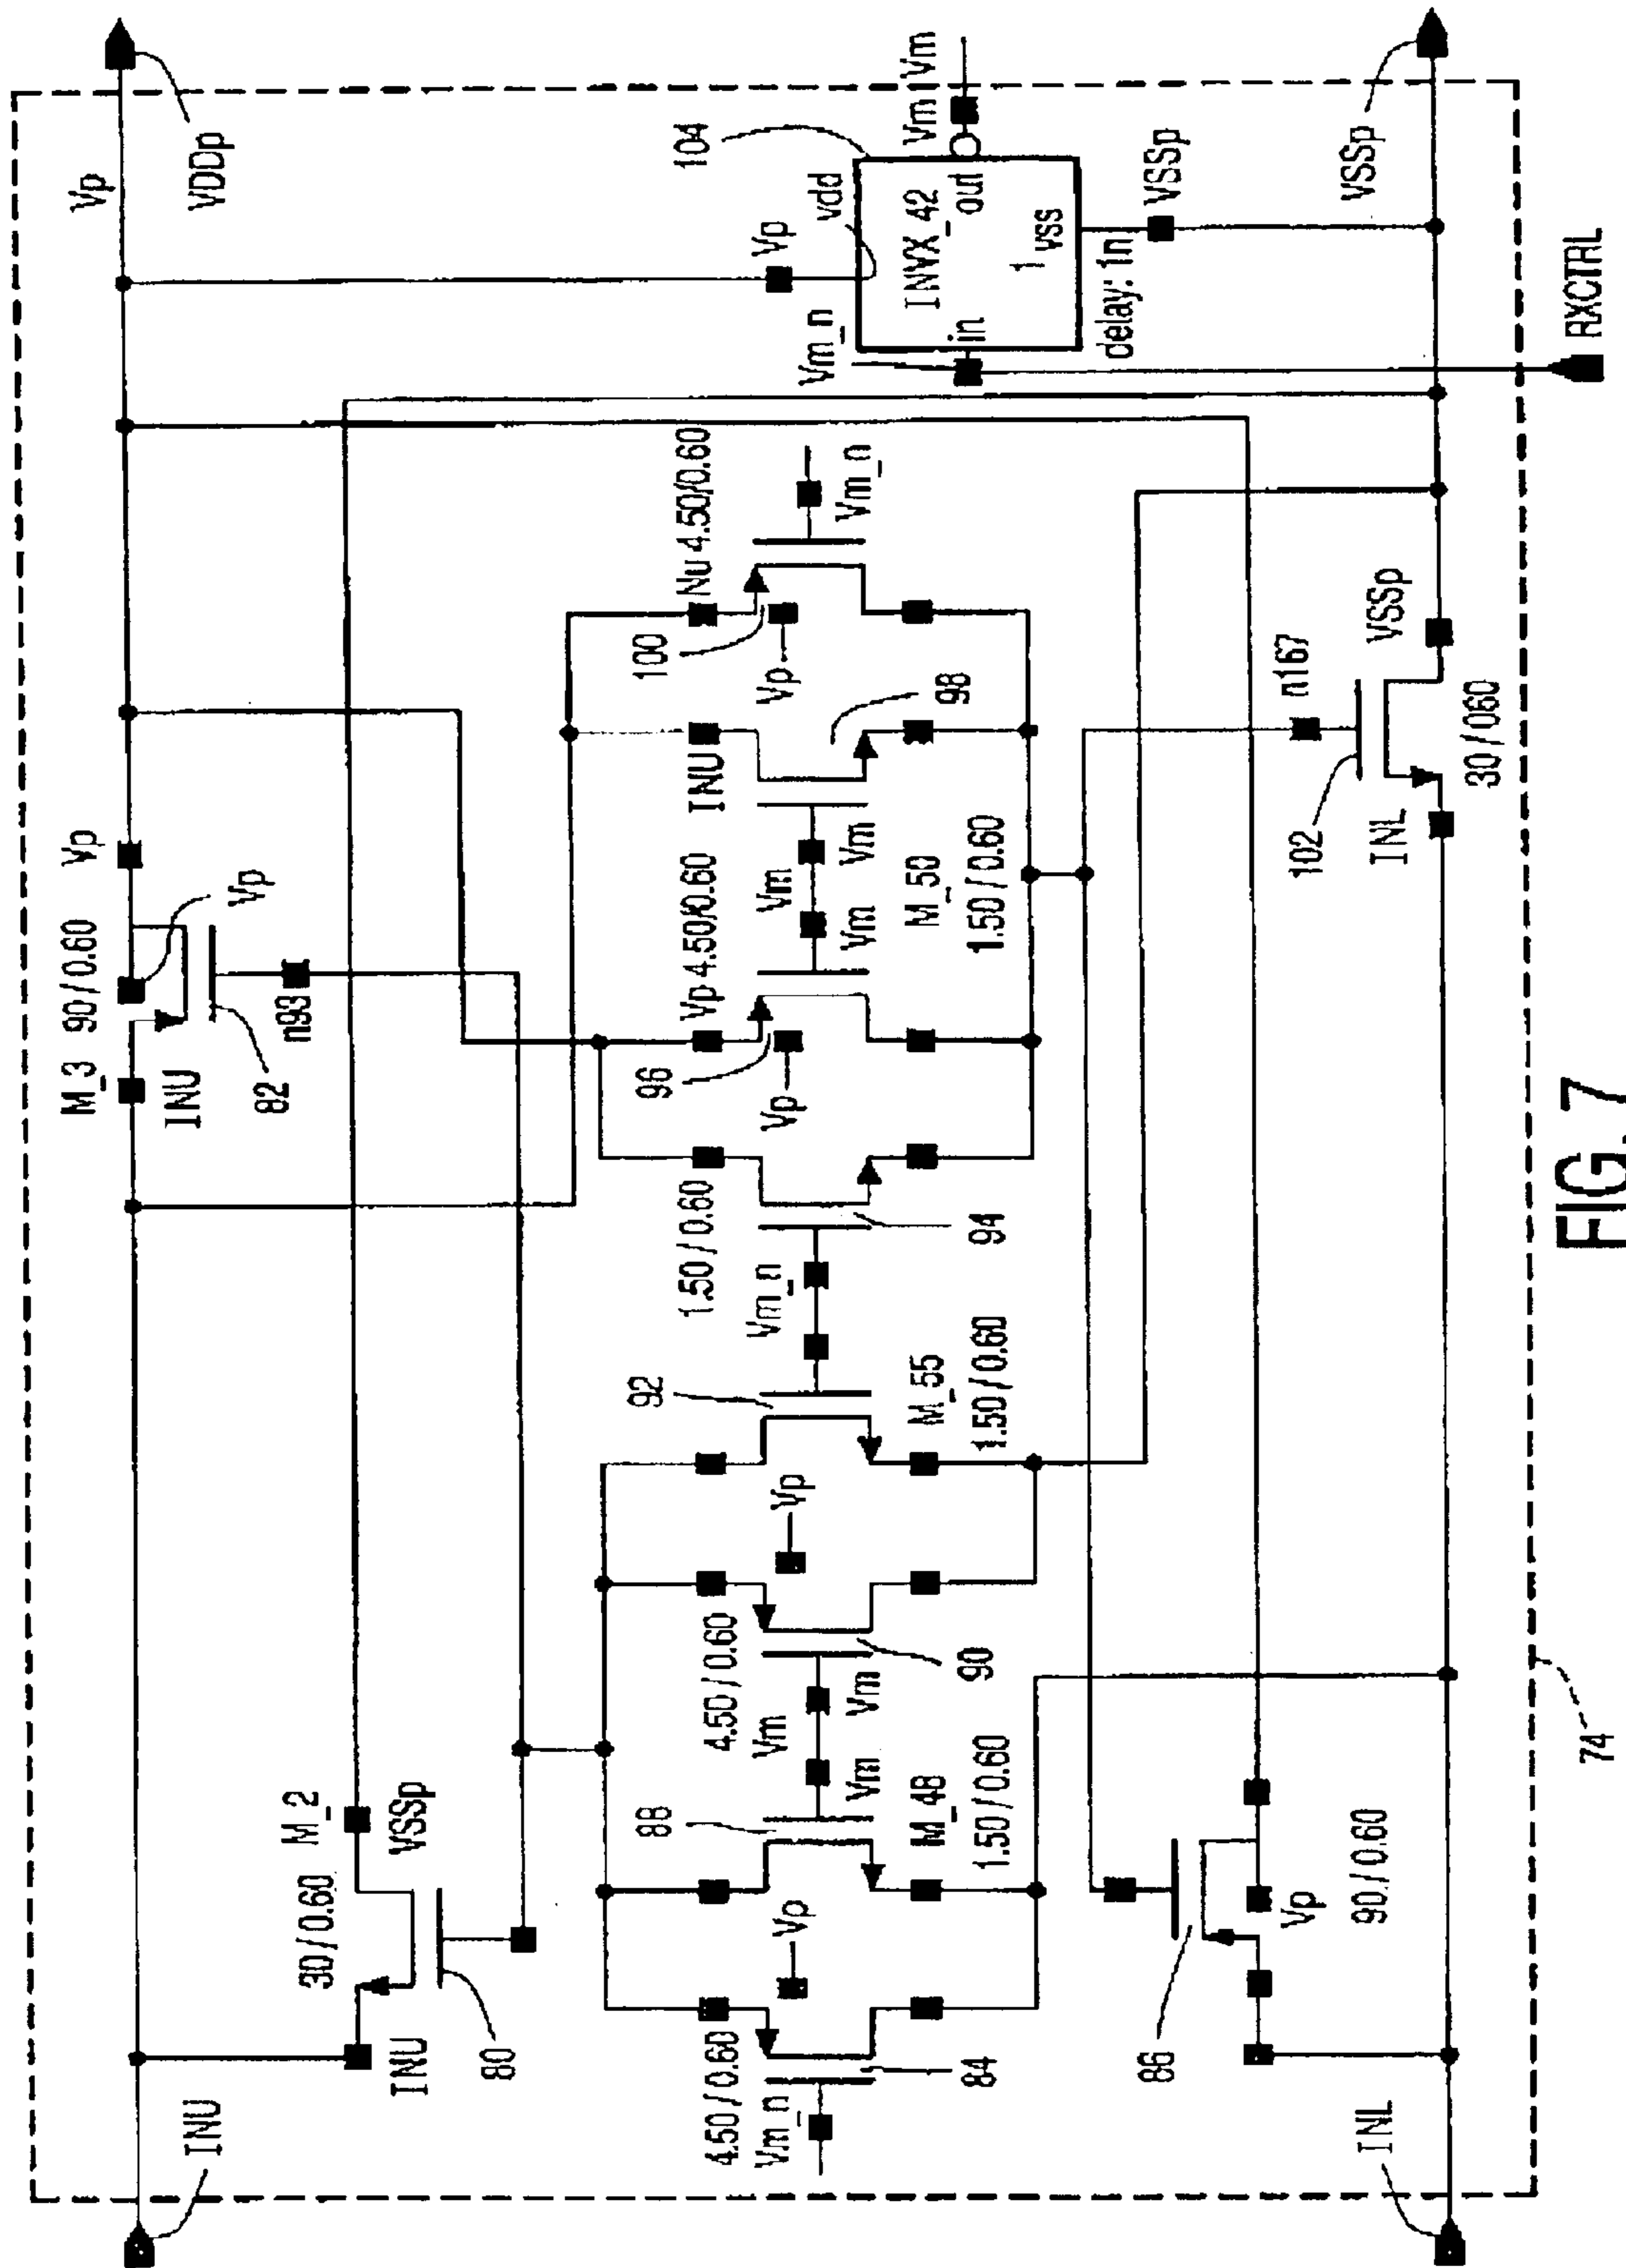 INU
Vp
VDDp
M_3 90/0.60
Vp
Vp
INU
82
n93
30/0.60
M_2
INU
VSSp
80
4.50/0.60
Vm_n
84
Vp
88
Vm
Vm
Vm
M_48
1.50/0.60
4.50/0.60
90
Vp
92
M_55
1.50/0.60
Vm_n
1.50/0.60
94
96
Vp
Vp 4.50/0.60
Vm
Vm
Vm
M_50
1.50/0.60
INU
98
100
Vp
Nu 4.50/0.60
Vm_n
Vp
vdd
104
Vm_n
in
INVX_42
out
1
vss
delay: 1n
Vm1
Vm
VSSp
86
Vp
90/0.60
102
n167
INL
VSSp
30/060
INL
VSSp
RXCTRL
74
FIG. 7